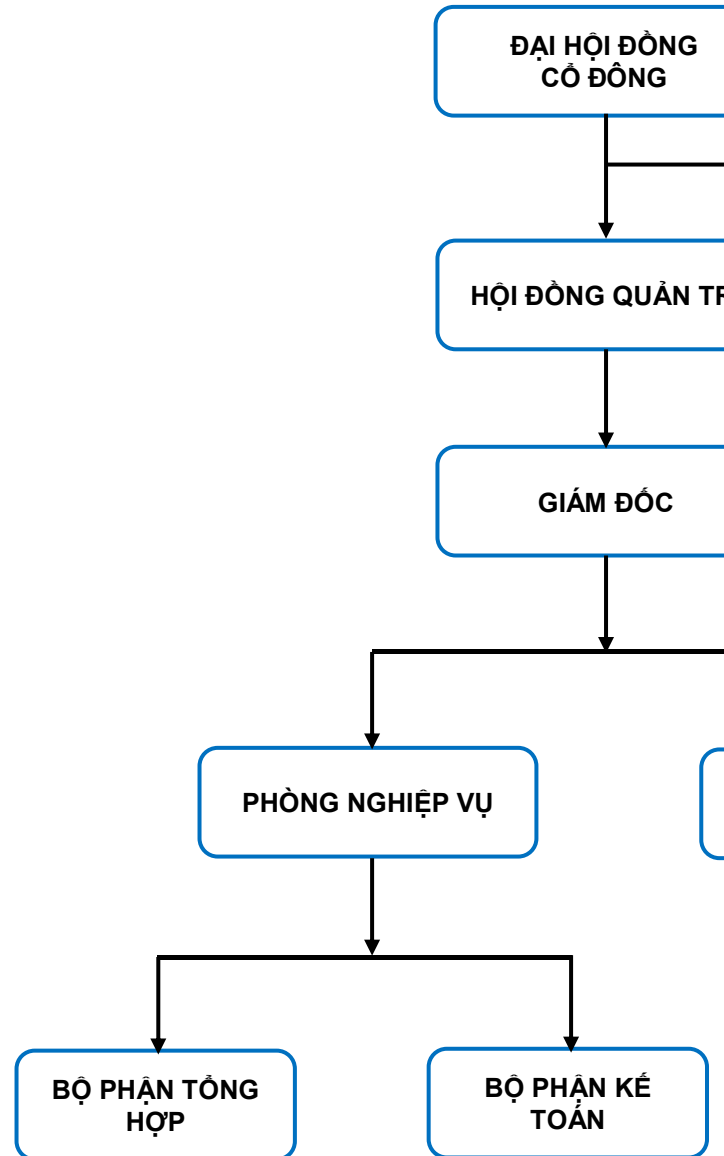 ĐẠI HỘI ĐỒNG
CỔ ĐÔNG
HỘI ĐỒNG QUẢN
GIÁM ĐỐC
PHÒNG NGHIỆP VỤ
BỘ PHẬN TỔNG
HỢP
BỘ PHẬN KẾ
TOÁN